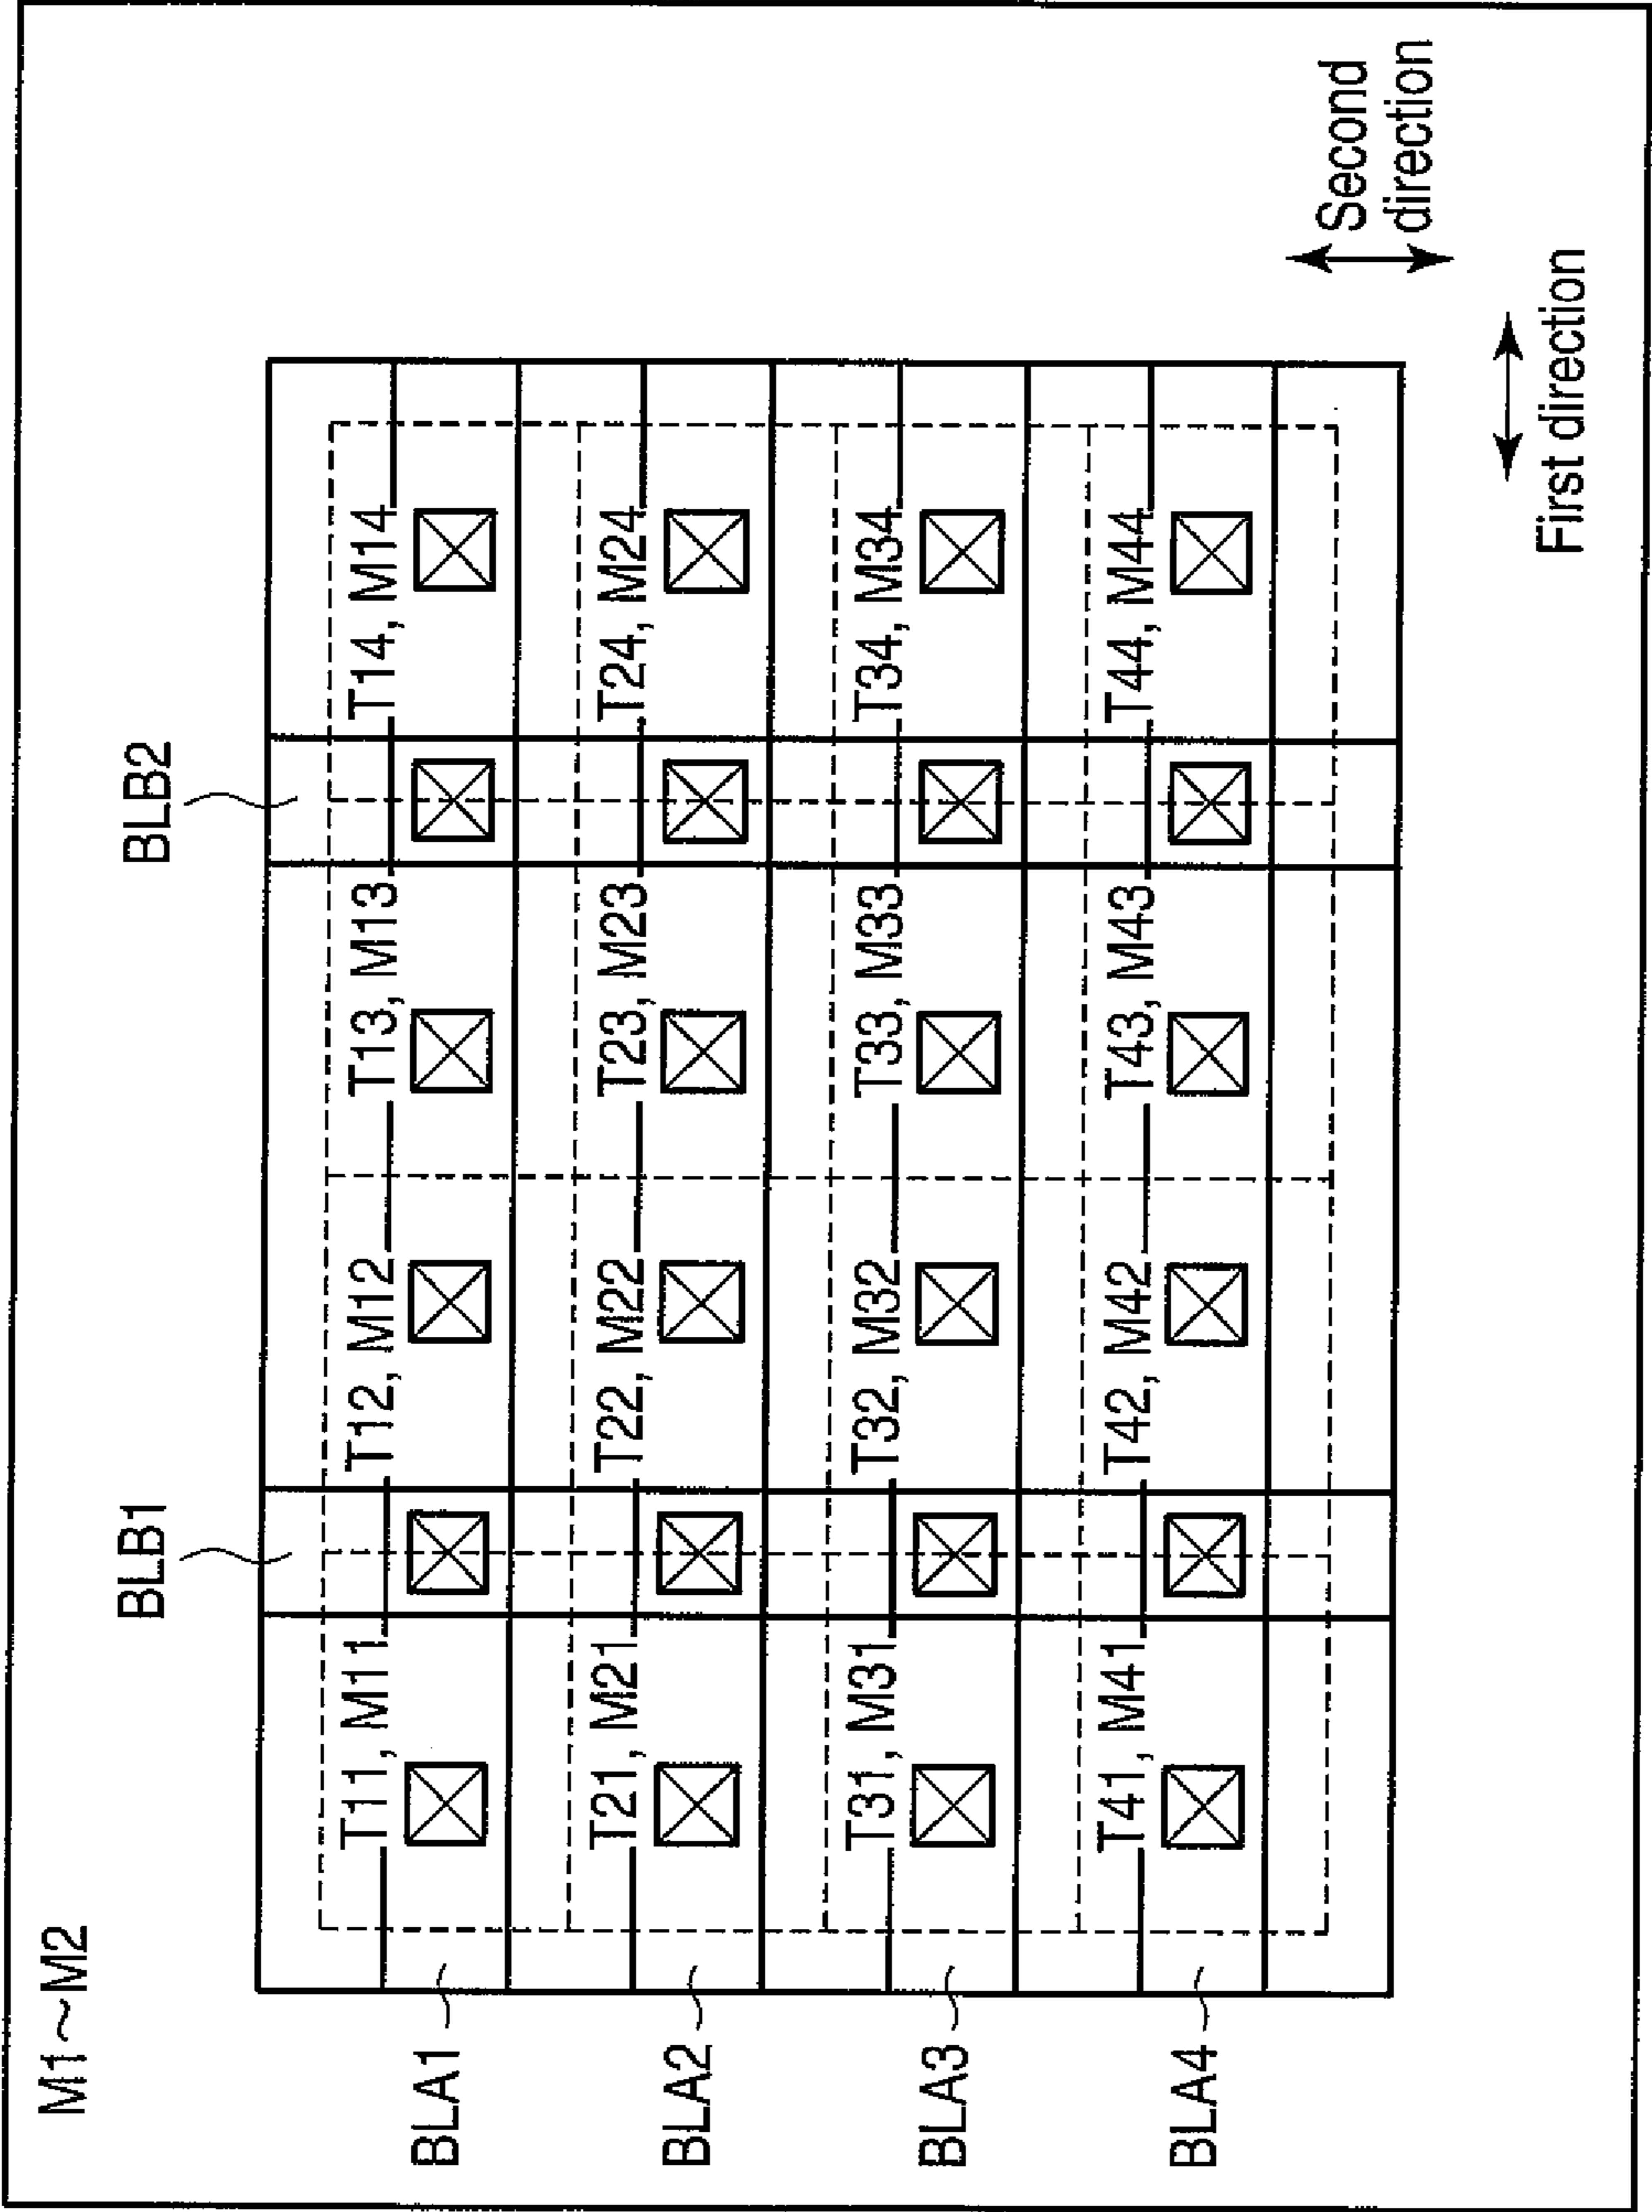 M1~M2
BLB1
BLB2
BLA1
T11, M11
T12, M12
T13, M13
T14, M14
BLA2
T21, M21
T22, M22
T23, M23
T24, M24
BLA3
T31, M31
T32, M32
T33, M33
T34, M34
BLA4
T41, M41
T42, M42
T43, M43
T44, M44
Second
direction
First direction